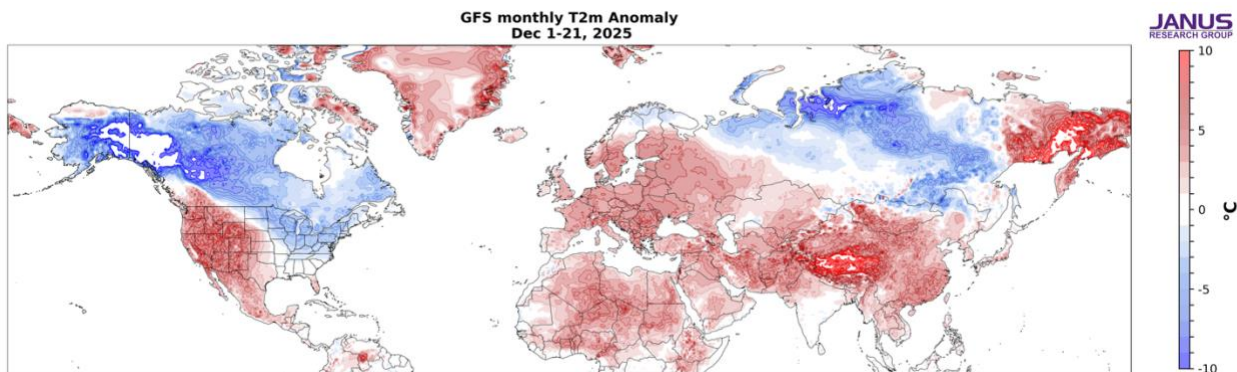 GFS monthly T2m Anomaly
Dec 1-21, 2025
JANUS
RESEARCH GROUP
10
5
0
-5
-10
°C